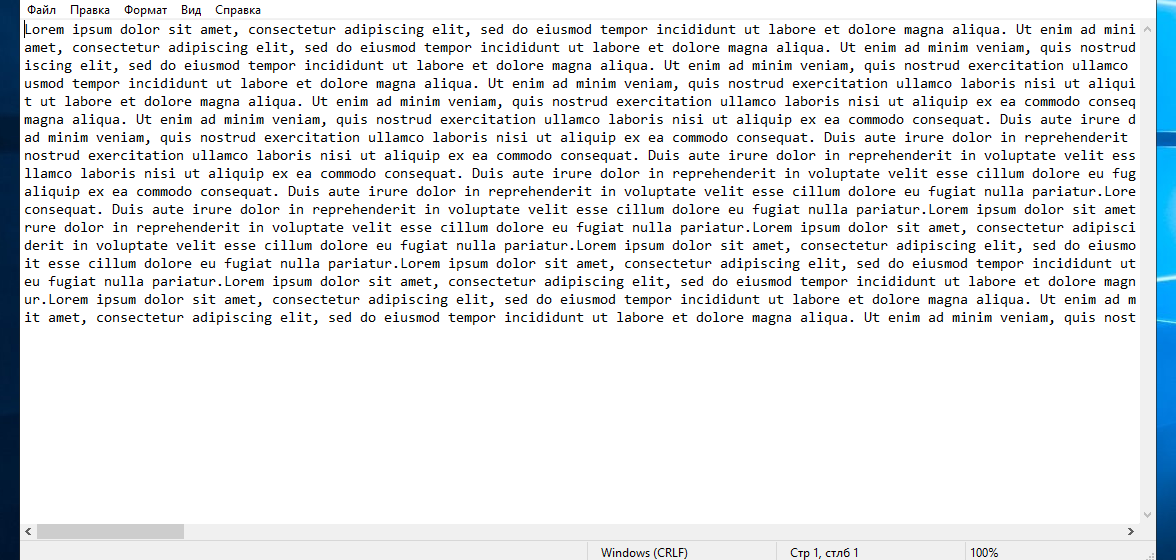 Файл Правка Формат Вид Справка
Lorem ipsum dolor sit amet, consectetur adipiscing elit, sed do eiusmod tempor incididunt ut labore et dolore magna aliqua. Ut enim ad mini
amet, consectetur adipiscing elit, sed do eiusmod tempor incididunt ut labore et dolore magna aliqua. Ut enim ad minim veniam, quis nostrud
iscing elit, sed do eiusmod tempor incididunt ut labore et dolore magna aliqua. Ut enim ad minim veniam, quis nostrud exercitation ullamco
usmod tempor incididunt ut labore et dolore magna aliqua. Ut enim ad minim veniam, quis nostrud exercitation ullamco laboris nisi ut aliqui
t ut labore et dolore magna aliqua. Ut enim ad minim veniam, quis nostrud exercitation ullamco laboris nisi ut aliquip ex ea commodo conseq
magna aliqua. Ut enim ad minim veniam, quis nostrud exercitation ullamco laboris nisi ut aliquip ex ea commodo consequat. Duis aute irure d
ad minim veniam, quis nostrud exercitation ullamco laboris nisi ut aliquip ex ea commodo consequat. Duis aute irure dolor in reprehenderit
nostrud exercitation ullamco laboris nisi ut aliquip ex ea commodo consequat. Duis aute irure dolor in reprehenderit in voluptate velit ess
llamco laboris nisi ut aliquip ex ea commodo consequat. Duis aute irure dolor in reprehenderit in voluptate velit esse cillum dolore eu fug
aliquip ex ea commodo consequat. Duis aute irure dolor in reprehenderit in voluptate velit esse cillum dolore eu fugiat nulla pariatur.Lore
consequat. Duis aute irure dolor in reprehenderit in voluptate velit esse cillum dolore eu fugiat nulla pariatur.Lorem ipsum dolor sit amet
rure dolor in reprehenderit in voluptate velit esse cillum dolore eu fugiat nulla pariatur.Lorem ipsum dolor sit amet, consectetur adipisci
derit in voluptate velit esse cillum dolore eu fugiat nulla pariatur.Lorem ipsum dolor sit amet, consectetur adipiscing elit, sed do eiusmo
it esse cillum dolore eu fugiat nulla pariatur.Lorem ipsum dolor sit amet, consectetur adipiscing elit, sed do eiusmod tempor incididunt ut
eu fugiat nulla pariatur.Lorem ipsum dolor sit amet, consectetur adipiscing elit, sed do eiusmod tempor incididunt ut labore et dolore magn
ur.Lorem ipsum dolor sit amet, consectetur adipiscing elit, sed do eiusmod tempor incididunt ut labore et dolore magna aliqua. Ut enim ad m
it amet, consectetur adipiscing elit, sed do eiusmod tempor incididunt ut labore et dolore magna aliqua. Ut enim ad minim veniam, quis nost
Windows (CRLF) Стр 1, стлб 1 100%